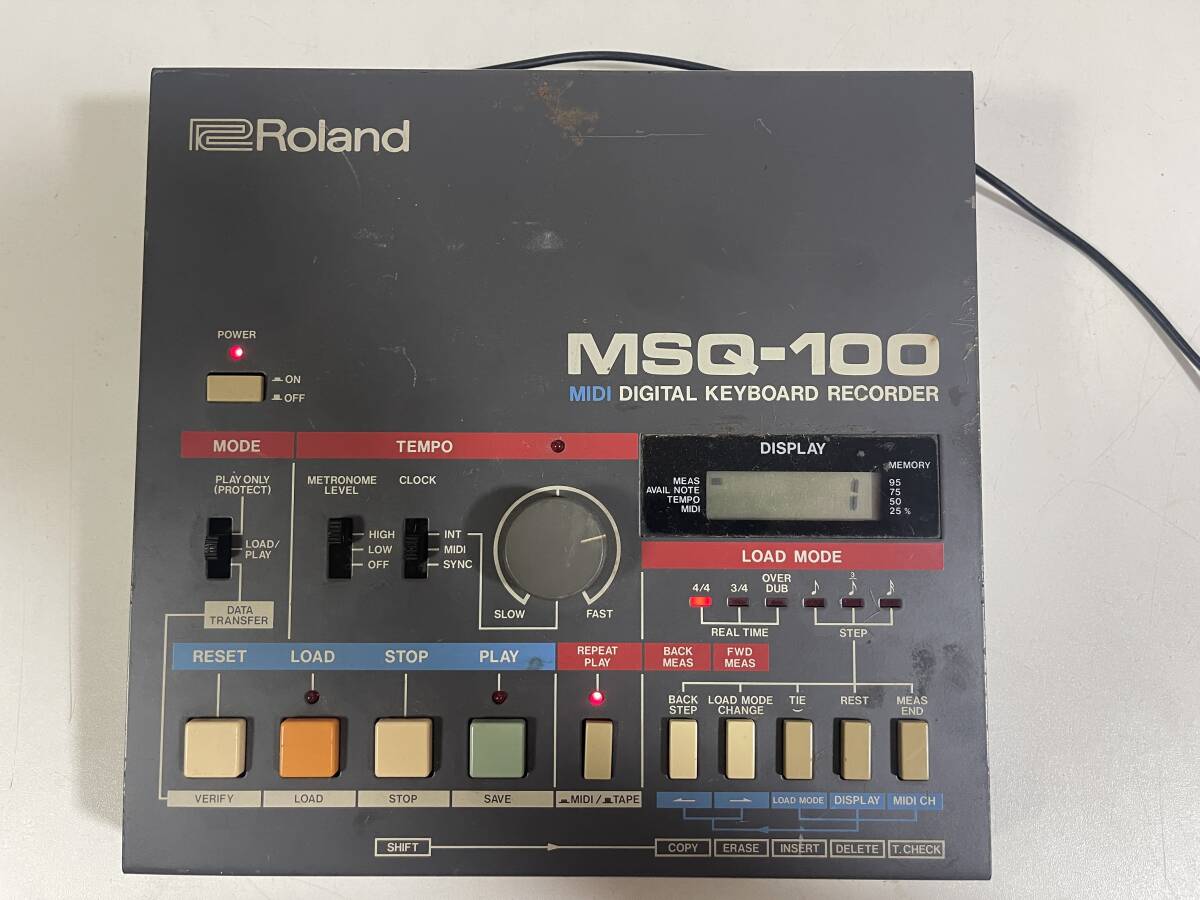 Roland
MSQ-100
MIDI DIGITAL KEYBOARD RECORDER
POWER
ON
OFF
MODE
TEMPO
DISPLAY
PLAY ONLY
(PROTECT)
LOAD/
PLAY
DATA
TRANSFER
METRONOME
LEVEL
HIGH
LOW
OFF
CLOCK
INT
MIDI
SYNC
SLOW
FAST
MEMORY
MEAS
AVAIL NOTE
TEMPO
MIDI
1
95
75
50
25 %
LOAD MODE
4/4
3/4
OVER
DUB
3
REAL TIME
STEP
RESET
LOAD
STOP
PLAY
REPEAT
PLAY
BACK
MEAS
FWD
MEAS
BACK
STEP
LOAD MODE
CHANGE
TIE
REST
MEAS
END
VERIFY
LOAD
STOP
SAVE
MIDI / TAPE
LOAD MODE
DISPLAY
MIDI CH
SHIFT
COPY
ERASE
INSERT
DELETE
T.CHECK